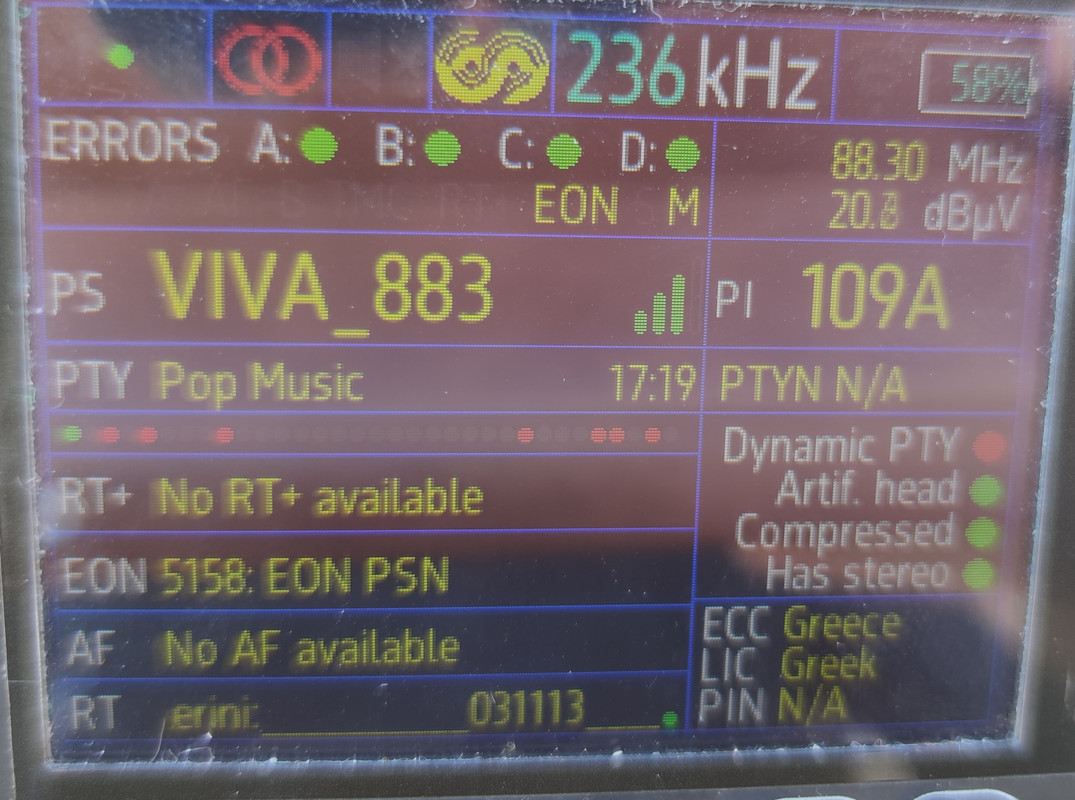 236 kHz 58%
ERRORS A: B: C: D:
88.30 MHz
EON M
20.8 dBµV
PS VIVA_883
PI 109A
PTY Pop Music 17:19
PTYN N/A
Dynamic PTY
RT+ No RT+ available
Artif. head
Compressed
EON 5158: EON PSN
Has stereo
AF No AF available
ECC Greece
LIC Greek
RT erini:_____________031113____
PIN N/A